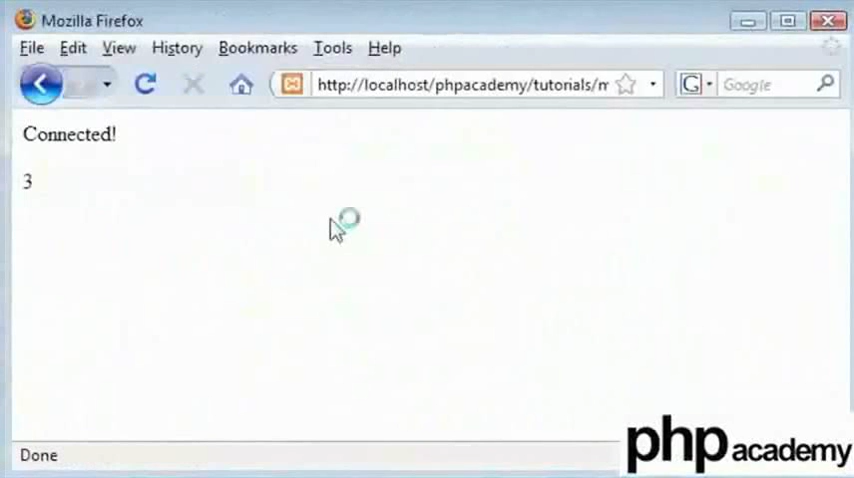 Mozilla Firefox
File Edit View History Bookmarks Tools Help
http://localhost/phpacademy/tutorials/m
G Google
Connected!
3
Done
php academy